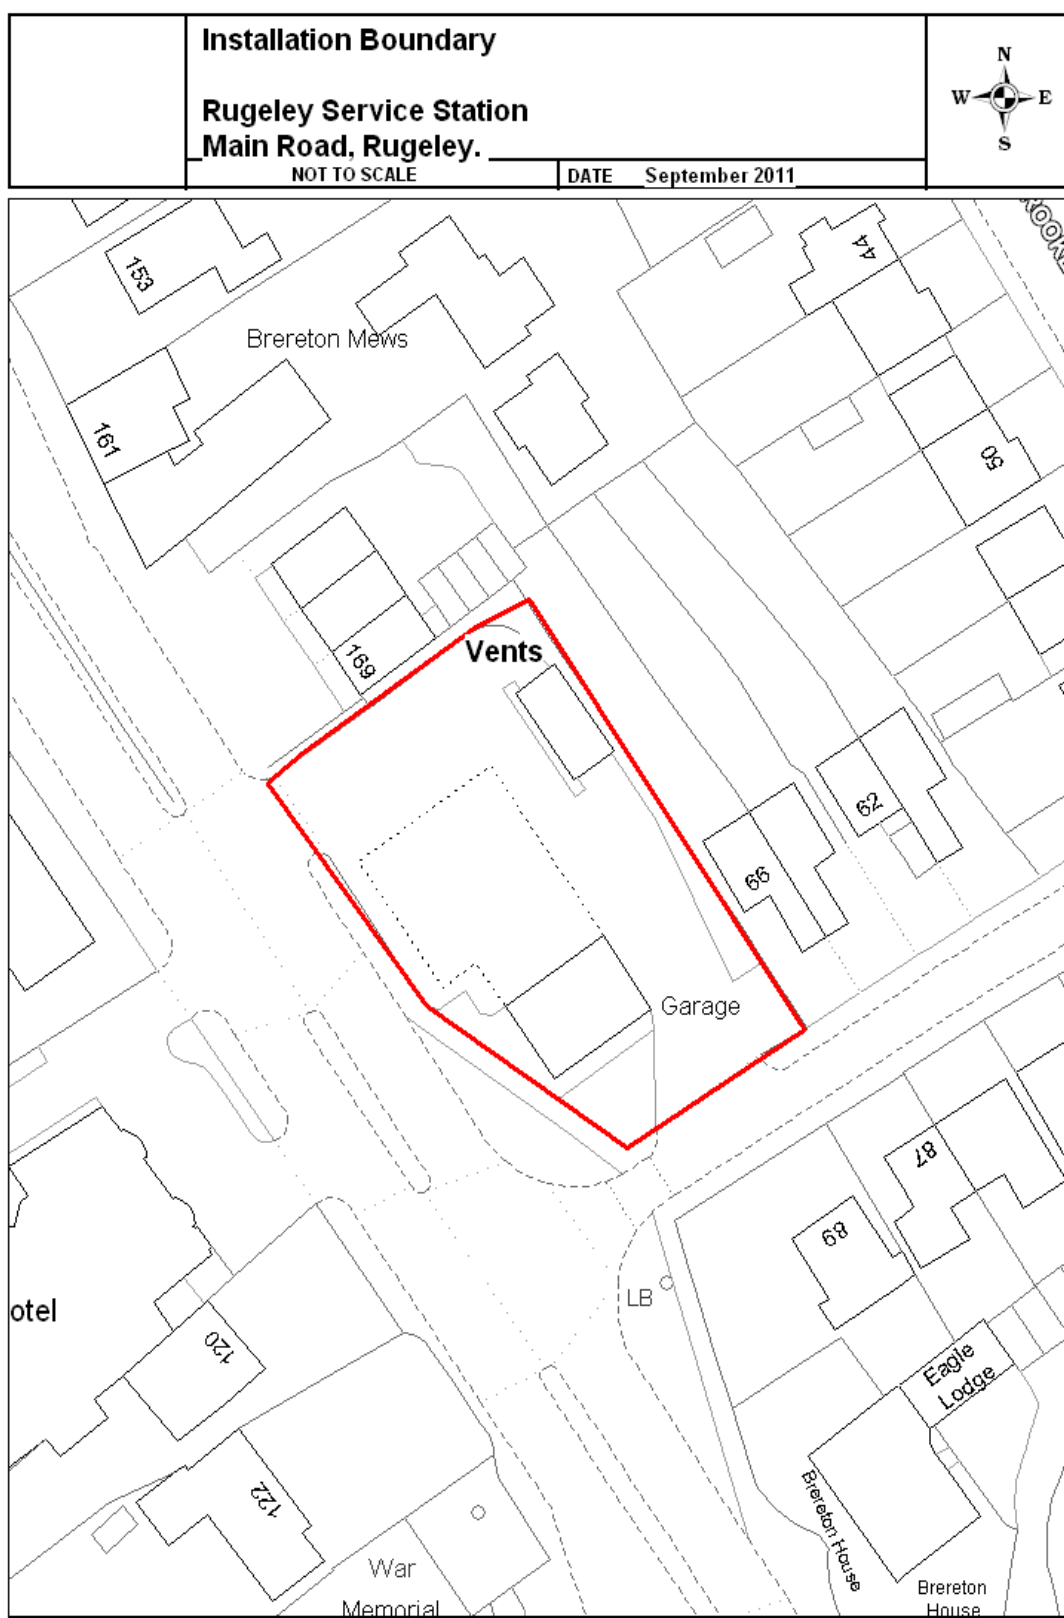 Installation Boundary
Rugeley Service Station
Main Road, Rugeley.
NOT TO SCALE
DATE September 2011
N
W E
S
153
44
Brereton Mews
161
50
169
Vents
62
66
Garage
87
89
LB
otel
120
Eagle
Lodge
122
Brereton House
War
Memorial
Brereton
House